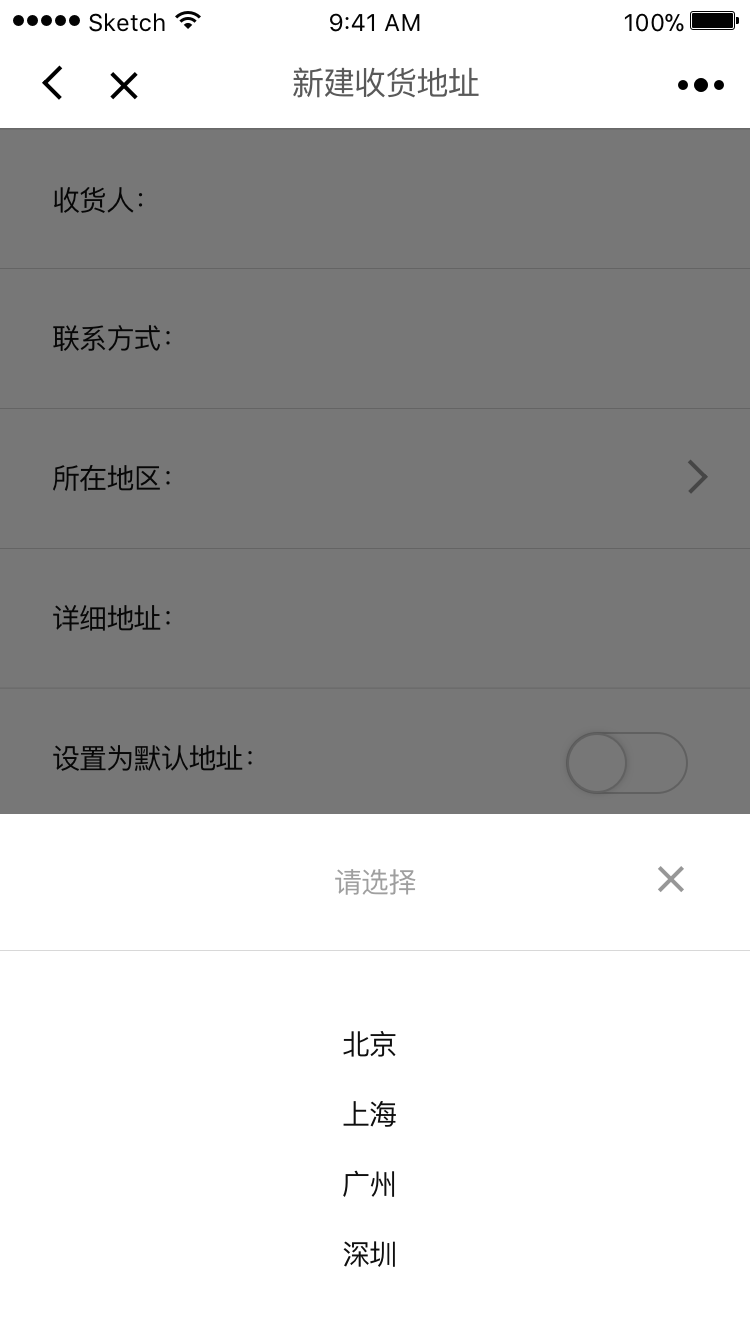 Sketch 9:41 AM 100%
新建收货地址
收货人：
联系方式：
所在地区：
详细地址：
设置为默认地址：
请选择
北京
上海
广州
深圳